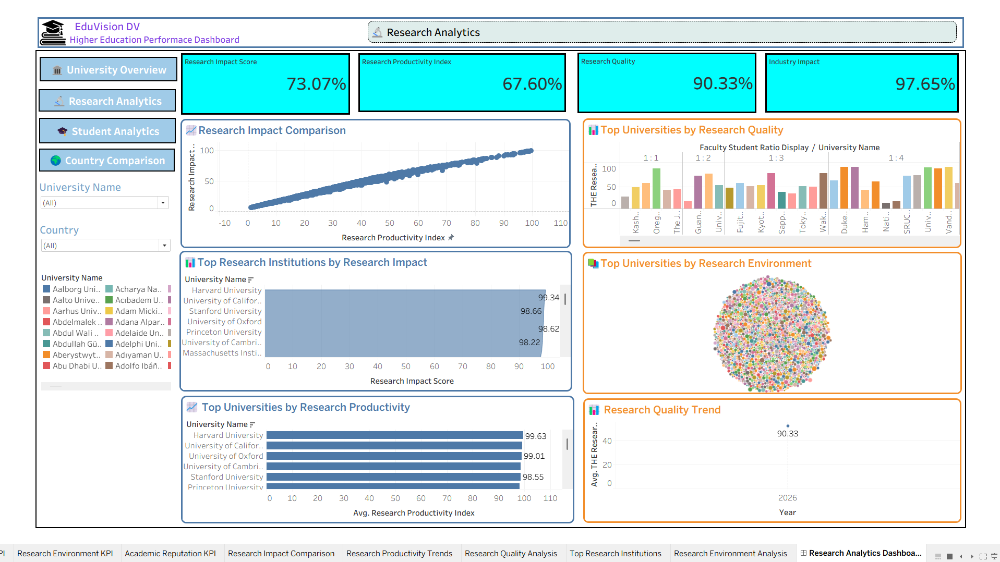 EduVision DV
Higher Education Performace Dashboard
Research Analytics
University Overview
Research Analytics
Student Analytics
Country Comparison
University Name
(All)
Country
(All)
University Name
Aalborg Uni..
Acharya Na..
Aalto Unive..
Acıbadem U..
Aarhus Univ..
Adam Micki..
Abdelmalek ..
Adana Alpar..
Abdul Wali ..
Adelaide Un..
Abdullah Gü..
Adelphi Uni..
Aberystwyt..
Adıyaman U..
Abu Dhabi U..
Adolfo Ibáñ..
Research Impact Score
73.07%
Research Productivity Index
67.60%
Research Quality
90.33%
Industry Impact
97.65%
Research Impact Comparison
Research Impact..
100
50
0
-10 0 10 20 30 40 50 60 70 80 90 100 110
Research Productivity Index
Top Universities by Research Quality
Faculty Student Ratio Display / University Name
1 : 1 1 : 2 1 : 3 1 : 4
THE Resea..
100
50
0
Kash.. Oreg.. The J.. Guan.. Univ.. Fujit.. Kyot.. Sapp.. Toky.. Wak.. Duke.. Ham.. Nati.. SRUC.. Univ.. Vand..
Top Research Institutions by Research Impact
University Name
Harvard University
99.34
University of Califor..
Stanford University 98.66
University of Oxford
98.62
Princeton University
University of Cambri.. 98.22
Massachusetts Insti..
0 10 20 30 40 50 60 70 80 90 100
Research Impact Score
Top Universities by Research Environment
Top Universities by Research Productivity
University Name
Harvard University 99.63
University of Califor..
University of Oxford 99.01
University of Cambri..
Stanford University 98.55
Princeton University
0 10 20 30 40 50 60 70 80 90 100 110
Avg. Research Productivity Index
Research Quality Trend
Avg. THE Resear..
90.33
40
20
0
2026
Year
PI
Research Environment KPI
Academic Reputation KPI
Research Impact Comparison
Research Productivity Trends
Research Quality Analysis
Top Research Institutions
Research Environment Analysis
Research Analytics Dashboa...